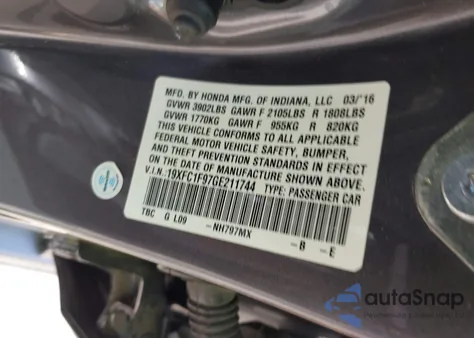 MFD. BY HONDA MFG. OF INDIANA, LLC 03/'16
GVWR 3902LBS GAWR F 2105LBS R 1808LBS
GVWR 1770KG GAWR F 955KG R 820KG
THIS VEHICLE CONFORMS TO ALL APPLICABLE
FEDERAL MOTOR VEHICLE SAFETY, BUMPER,
AND THEFT PREVENTION STANDARDS IN EFFECT
ON THE DATE OF MANUFACTURE SHOWN ABOVE.
V.I.N.: 19XFC1F97GE211744 TYPE: PASSENGER CAR
TBC G L09 -NH797MX -B -E
autoSnap